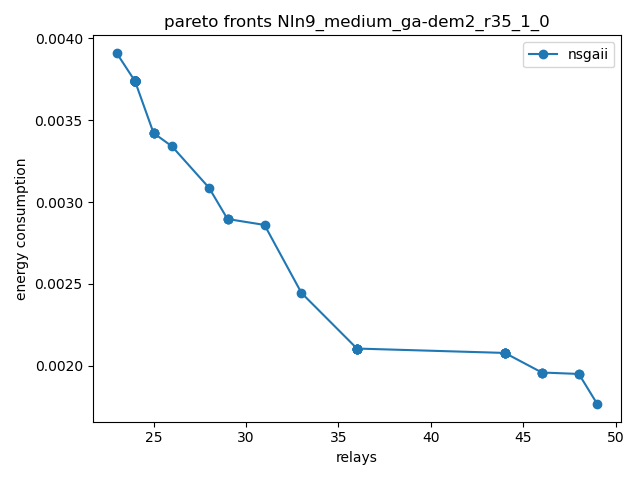 pareto fronts NIn9_medium_ga-dem2_r35_1_0
nsgaii
0.0040
0.0035
0.0030
0.0025
0.0020
energy consumption
25 30 35 40 45 50
relays